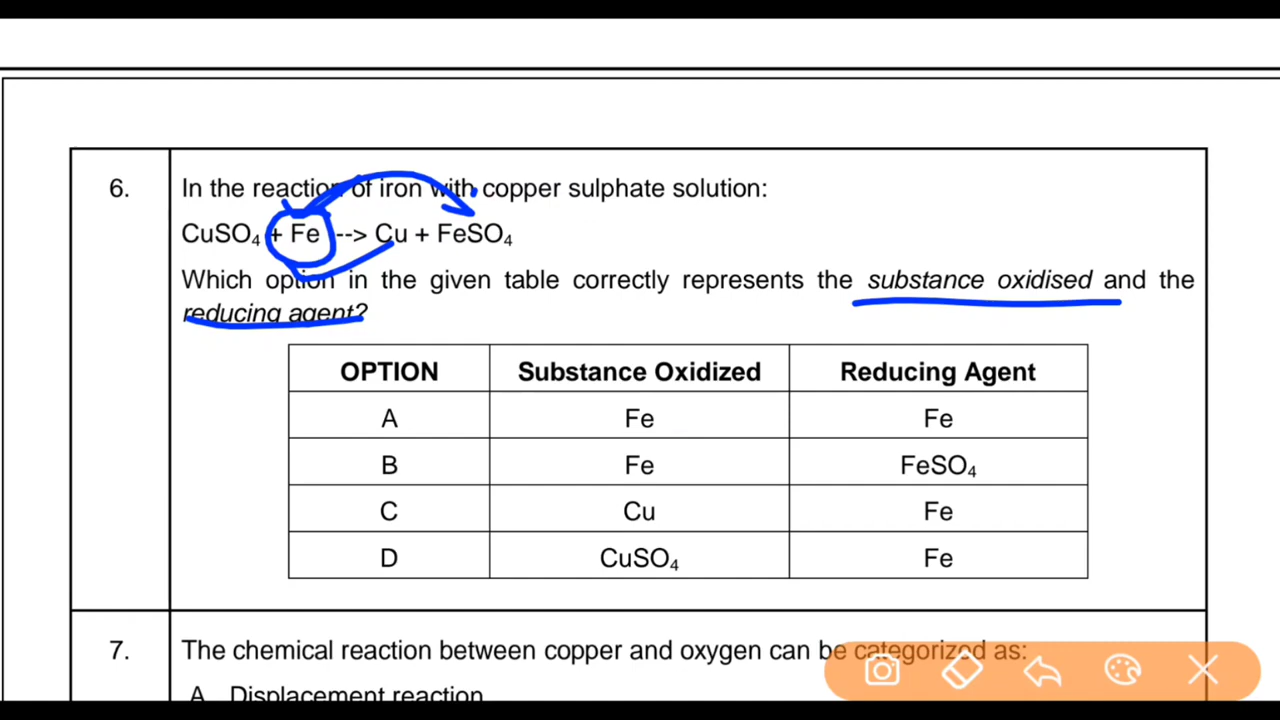 6.
In the reaction of iron with copper sulphate solution:
CuSO₄ + Fe --> Cu + FeSO₄
Which option in the given table correctly represents the substance oxidised and the
reducing agent?
OPTION Substance Oxidized Reducing Agent
A Fe Fe
B Fe FeSO₄
C Cu Fe
D CuSO₄ Fe
7.
The chemical reaction between copper and oxygen can be categorized as:
A Displacement reaction